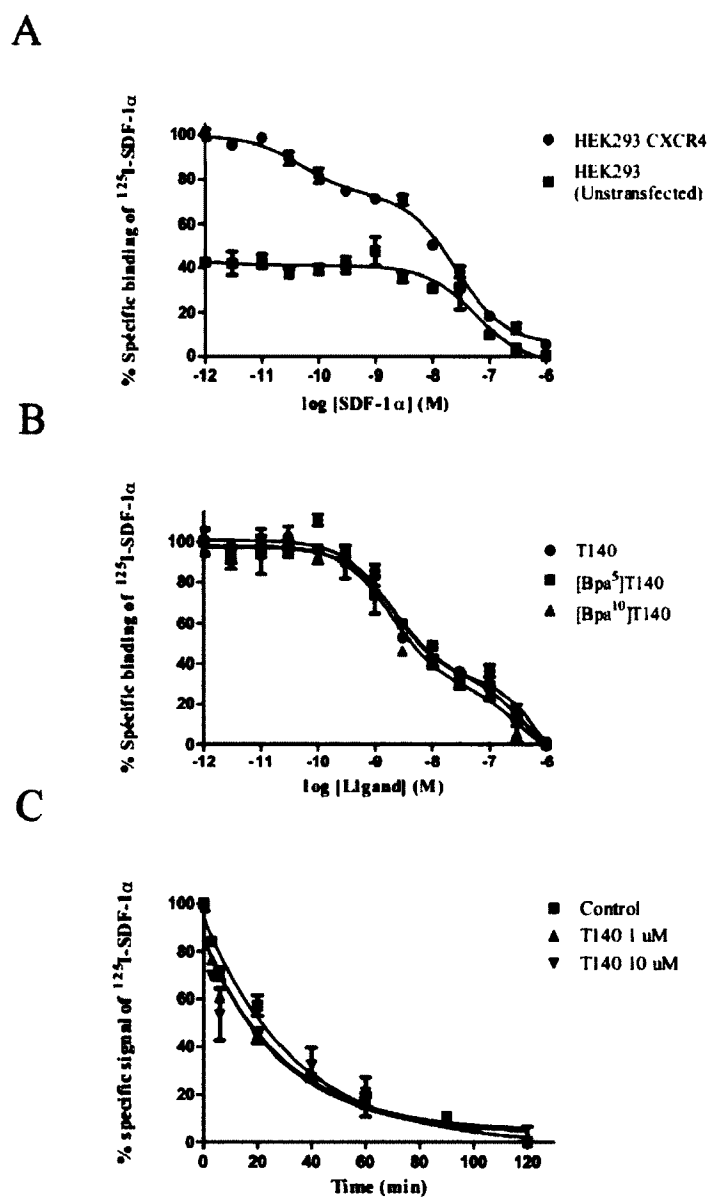 A
% Spécific binding of ¹²⁵I-SDF-1α
100
80
60
40
20
0
-12 -11 -10 -9 -8 -7 -6
log [SDF-1α] (M)
HEK293 CXCR4
HEK293
(Unstransfected)
B
% Spécific binding of ¹²⁵I-SDF-1α
100
80
60
40
20
0
-12 -11 -10 -9 -8 -7 -6
log [Ligand] (M)
T140
[Bpa⁵]T140
[Bpa¹⁰]T140
C
% specific signal of ¹²⁵I-SDF-1α
100
80
60
40
20
0
0 20 40 60 80 100 120
Time (min)
Control
T140 1 uM
T140 10 uM